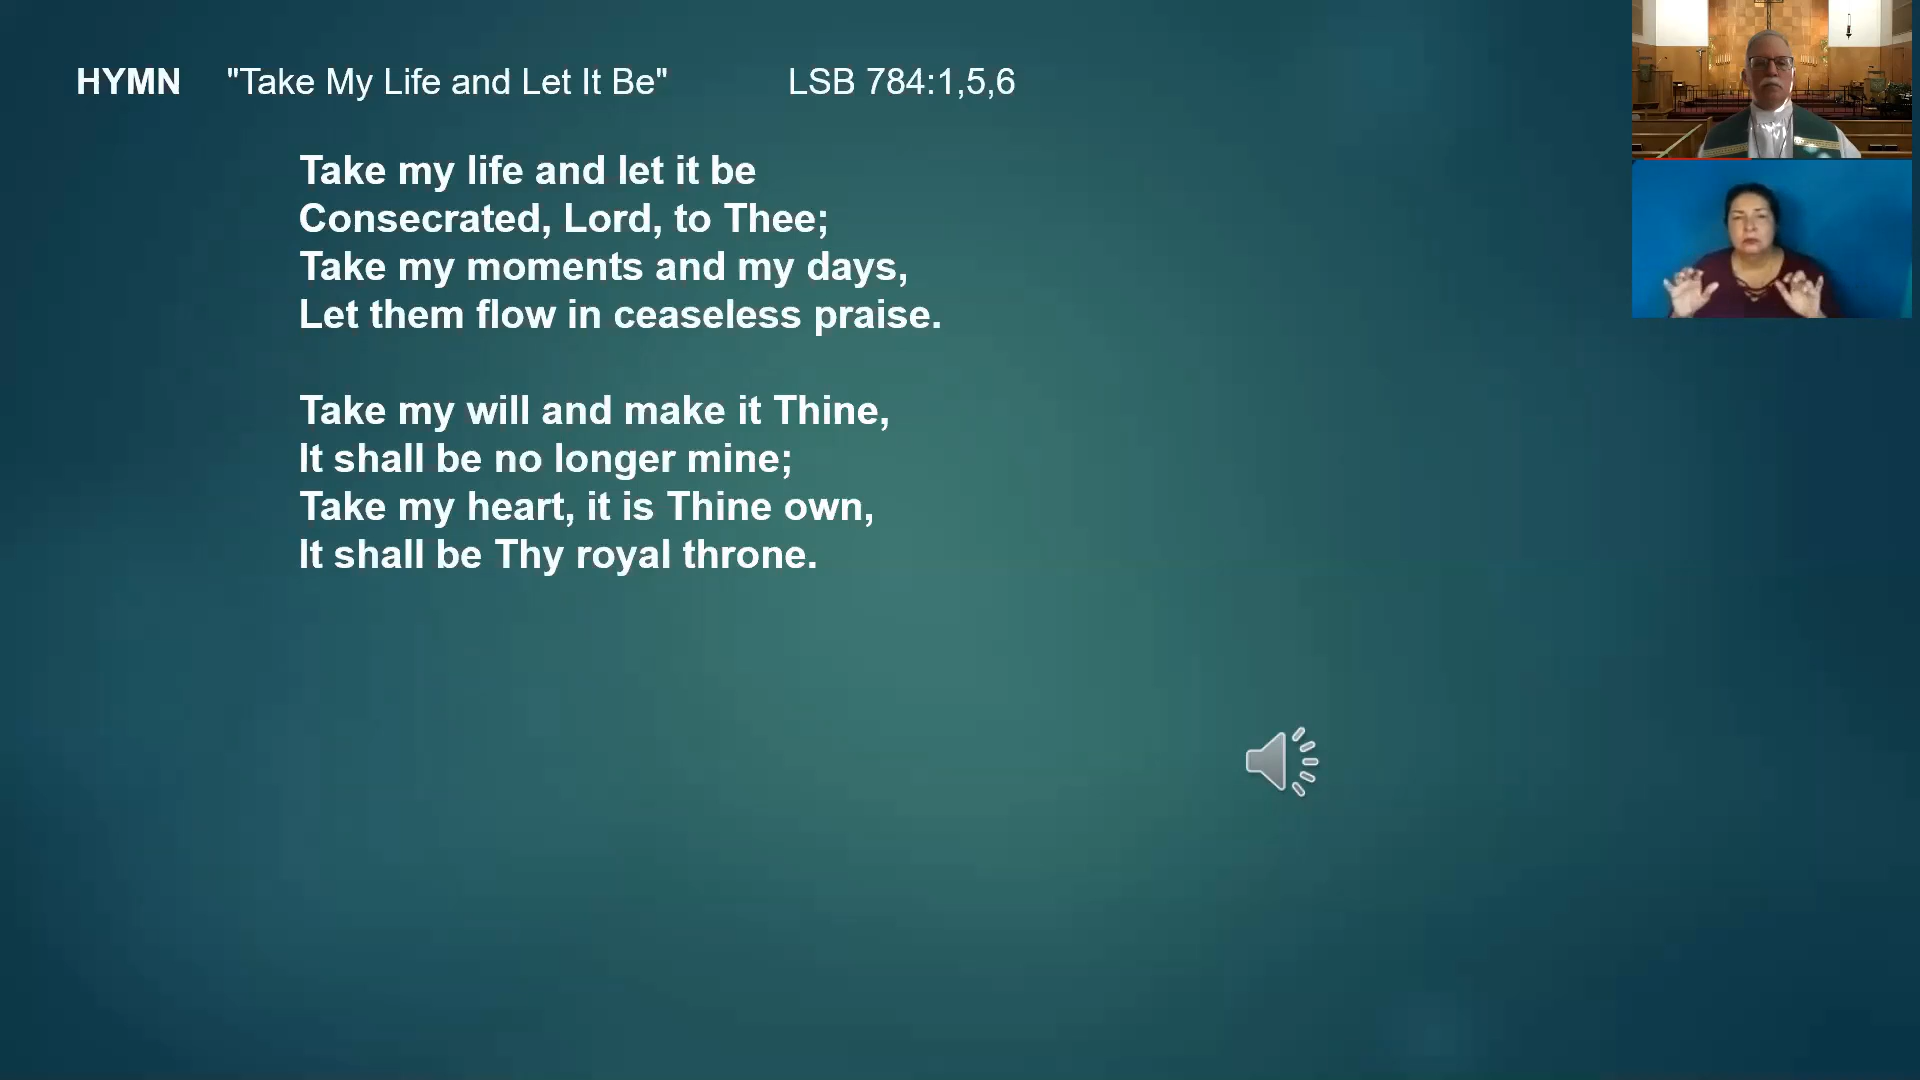 HYMN "Take My Life and Let It Be" LSB 784:1,5,6
Take my life and let it be
Consecrated, Lord, to Thee;
Take my moments and my days,
Let them flow in ceaseless praise.
Take my will and make it Thine,
It shall be no longer mine;
Take my heart, it is Thine own,
It shall be Thy royal throne.